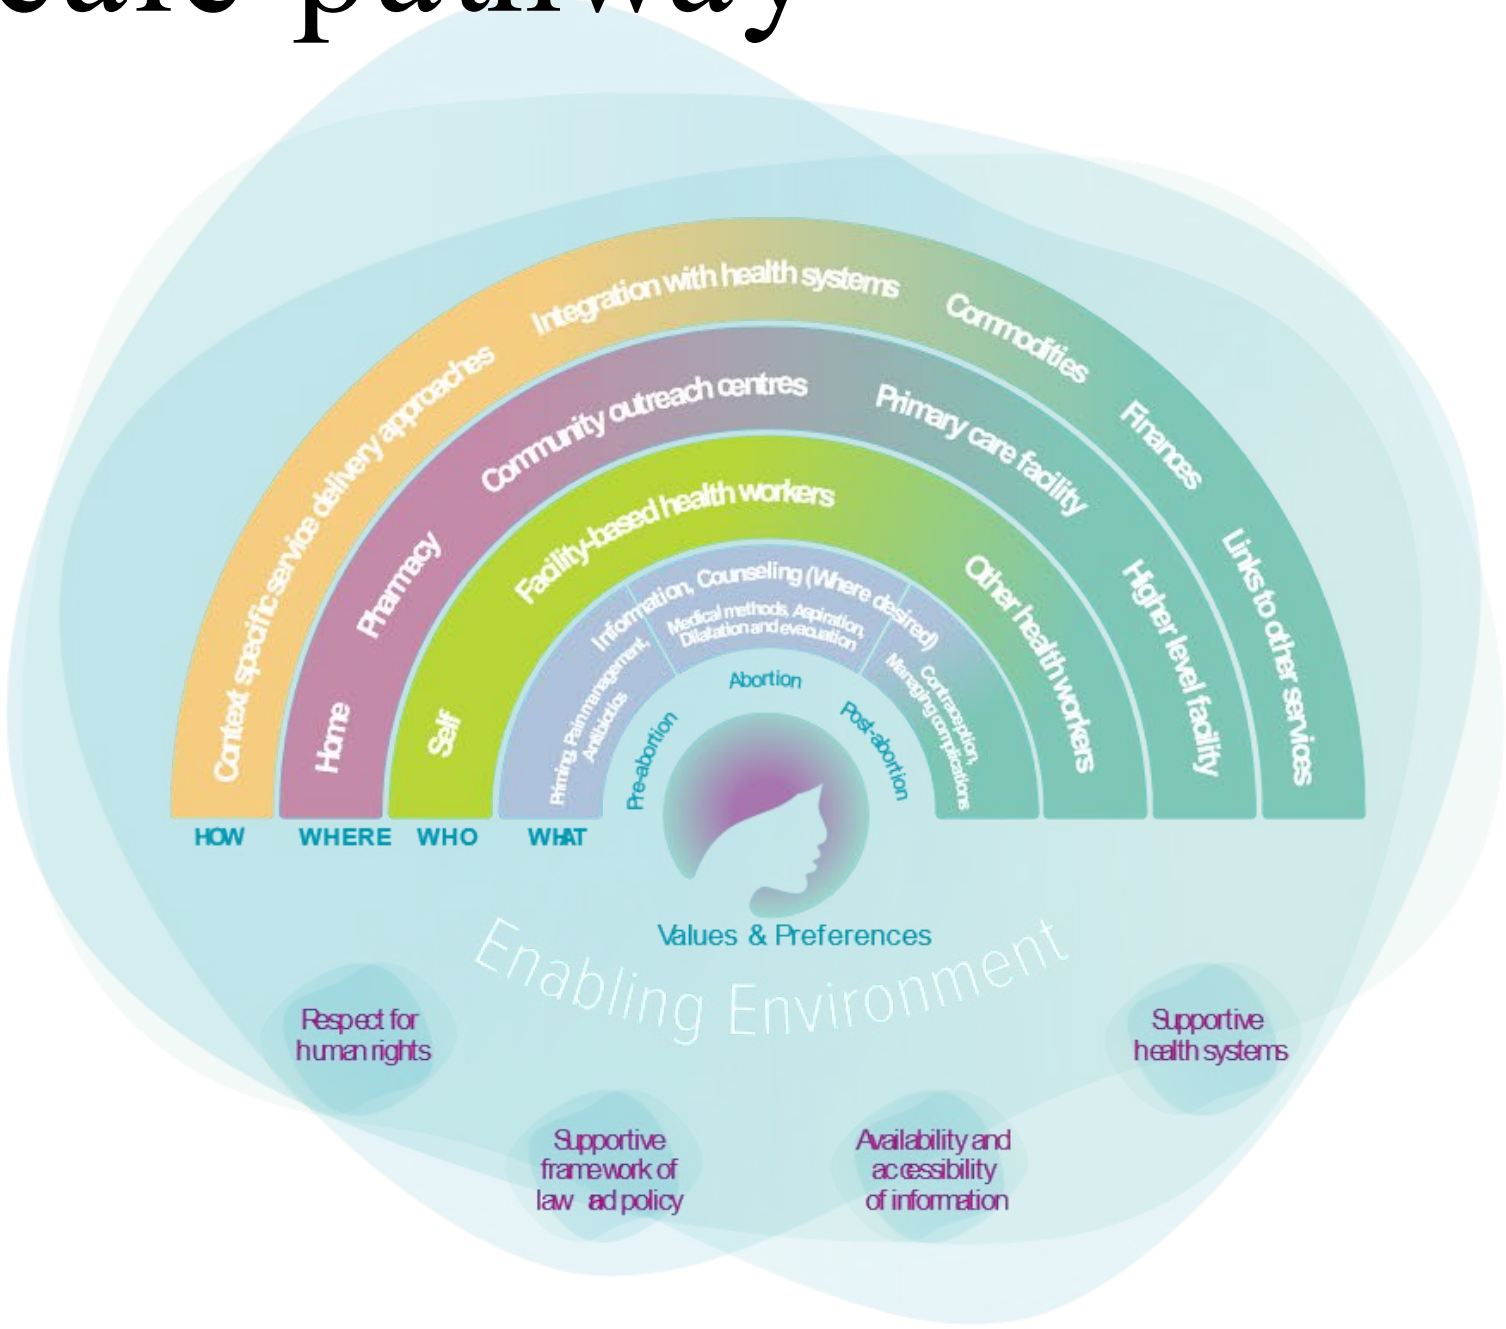 care pathway
Context specific service delivery approaches
Integration with health systems
Commodities
Finances
Links to other services
Home
Pharmacy
Community outreach centres
Primary care facility
Higher level facility
Self
Facility-based health workers
Other health workers
Information, Counseling (Where desired)
Priming, Pain management,
Antibiotics
Medical methods, Aspiration,
Dilatation and evacuation
Contraception,
Managing complications
Pre-abortion
Abortion
Post-abortion
HOW
WHERE
WHO
WHAT
Values & Preferences
Enabling Environment
Respect for
human rights
Supportive
framework of
law ad policy
Availability and
accessibility
of information
Supportive
health systems